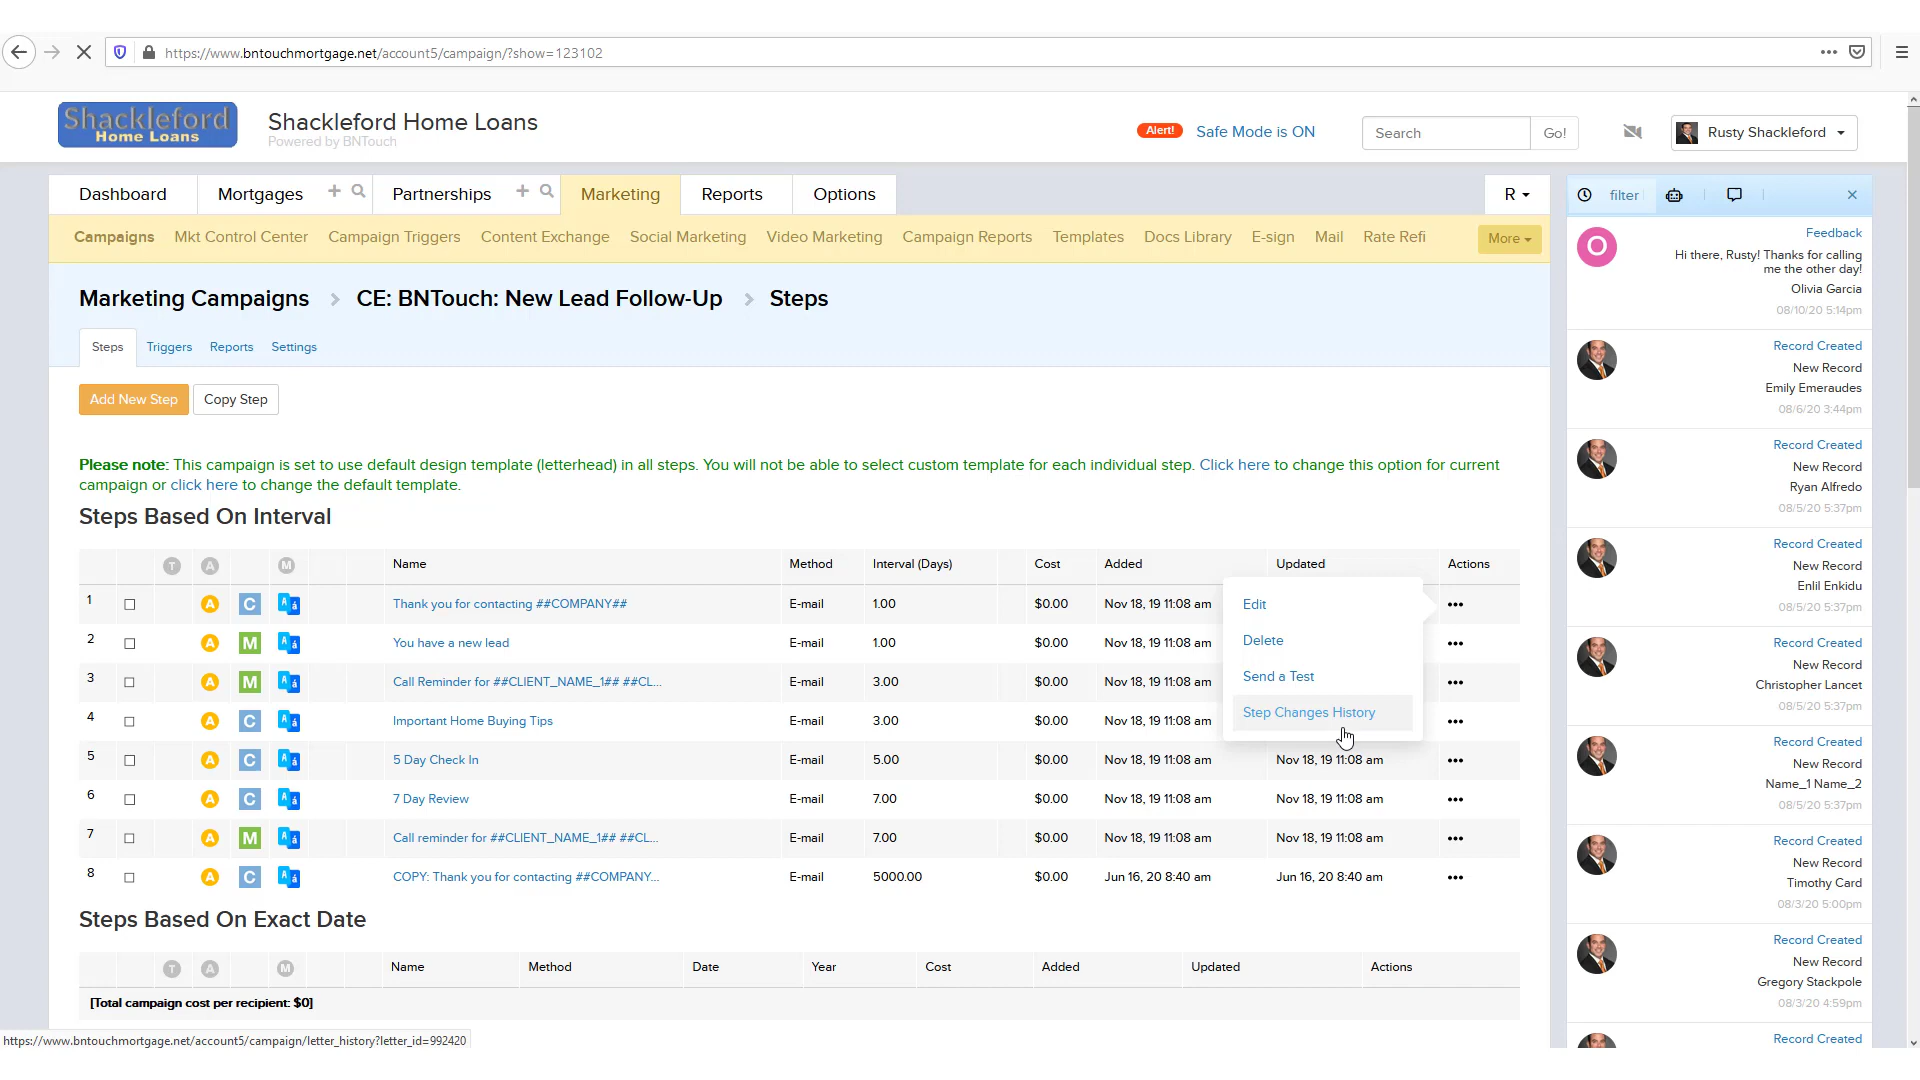 https://www.bntouchmortgage.net/account5/campaign/?show=123102
Shackleford
Home Loans
Shackleford Home Loans
Powered by BNTouch
Alert!
Safe Mode is ON
Search
Go!
Rusty Shackleford
Dashboard
Mortgages
Partnerships
Marketing
Reports
Options
R
Campaigns
Mkt Control Center
Campaign Triggers
Content Exchange
Social Marketing
Video Marketing
Campaign Reports
Templates
Docs Library
E-sign
Mail
Rate Refi
More
Marketing Campaigns > CE: BNTouch: New Lead Follow-Up > Steps
Steps
Triggers
Reports
Settings
Add New Step
Copy Step
Please note: This campaign is set to use default design template (letterhead) in all steps. You will not be able to select custom template for each individual step. Click here to change this option for current
campaign or click here to change the default template.
Steps Based On Interval
T A M Name Method Interval (Days) Cost Added Updated Actions
1 A C Thank you for contacting ##COMPANY## E-mail 1.00 $0.00 Nov 18, 19 11:08 am
2 A M You have a new lead E-mail 1.00 $0.00 Nov 18, 19 11:08 am
3 A M Call Reminder for ##CLIENT_NAME_1## ##CL... E-mail 3.00 $0.00 Nov 18, 19 11:08 am
4 A C Important Home Buying Tips E-mail 3.00 $0.00 Nov 18, 19 11:08 am
5 A C 5 Day Check In E-mail 5.00 $0.00 Nov 18, 19 11:08 am Nov 18, 19 11:08 am
6 A C 7 Day Review E-mail 7.00 $0.00 Nov 18, 19 11:08 am Nov 18, 19 11:08 am
7 A M Call reminder for ##CLIENT_NAME_1## ##CL... E-mail 7.00 $0.00 Nov 18, 19 11:08 am Nov 18, 19 11:08 am
8 A C COPY: Thank you for contacting ##COMPANY... E-mail 5000.00 $0.00 Jun 16, 20 8:40 am Jun 16, 20 8:40 am
Edit
Delete
Send a Test
Step Changes History
Steps Based On Exact Date
T A M Name Method Date Year Cost Added Updated Actions
[Total campaign cost per recipient: $0]
https://www.bntouchmortgage.net/account5/campaign/letter_history?letter_id=992420
filter
O
Feedback
Hi there, Rusty! Thanks for calling
me the other day!
Olivia Garcia
08/10/20 5:14pm
Record Created
New Record
Emily Emeraudes
08/6/20 3:44pm
Record Created
New Record
Ryan Alfredo
08/5/20 5:37pm
Record Created
New Record
Enlil Enkidu
08/5/20 5:37pm
Record Created
New Record
Christopher Lancet
08/5/20 5:37pm
Record Created
New Record
Name_1 Name_2
08/5/20 5:37pm
Record Created
New Record
Timothy Card
08/3/20 5:00pm
Record Created
New Record
Gregory Stackpole
08/3/20 4:59pm
Record Created